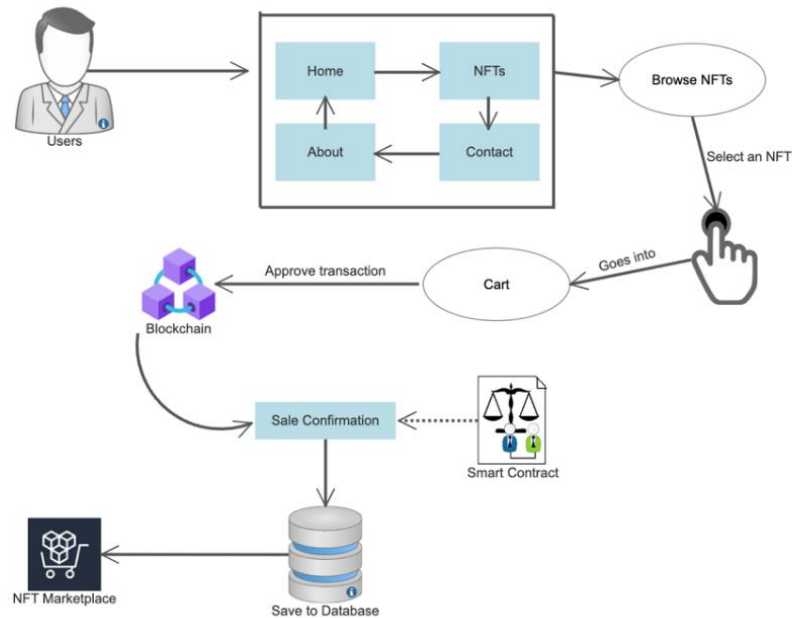 Users
Home
NFTs
Browse NFTs
About
Contact
Select an NFT
Goes into
Cart
Approve transaction
Blockchain
Sale Confirmation
Smart Contract
NFT Marketplace
Save to Database